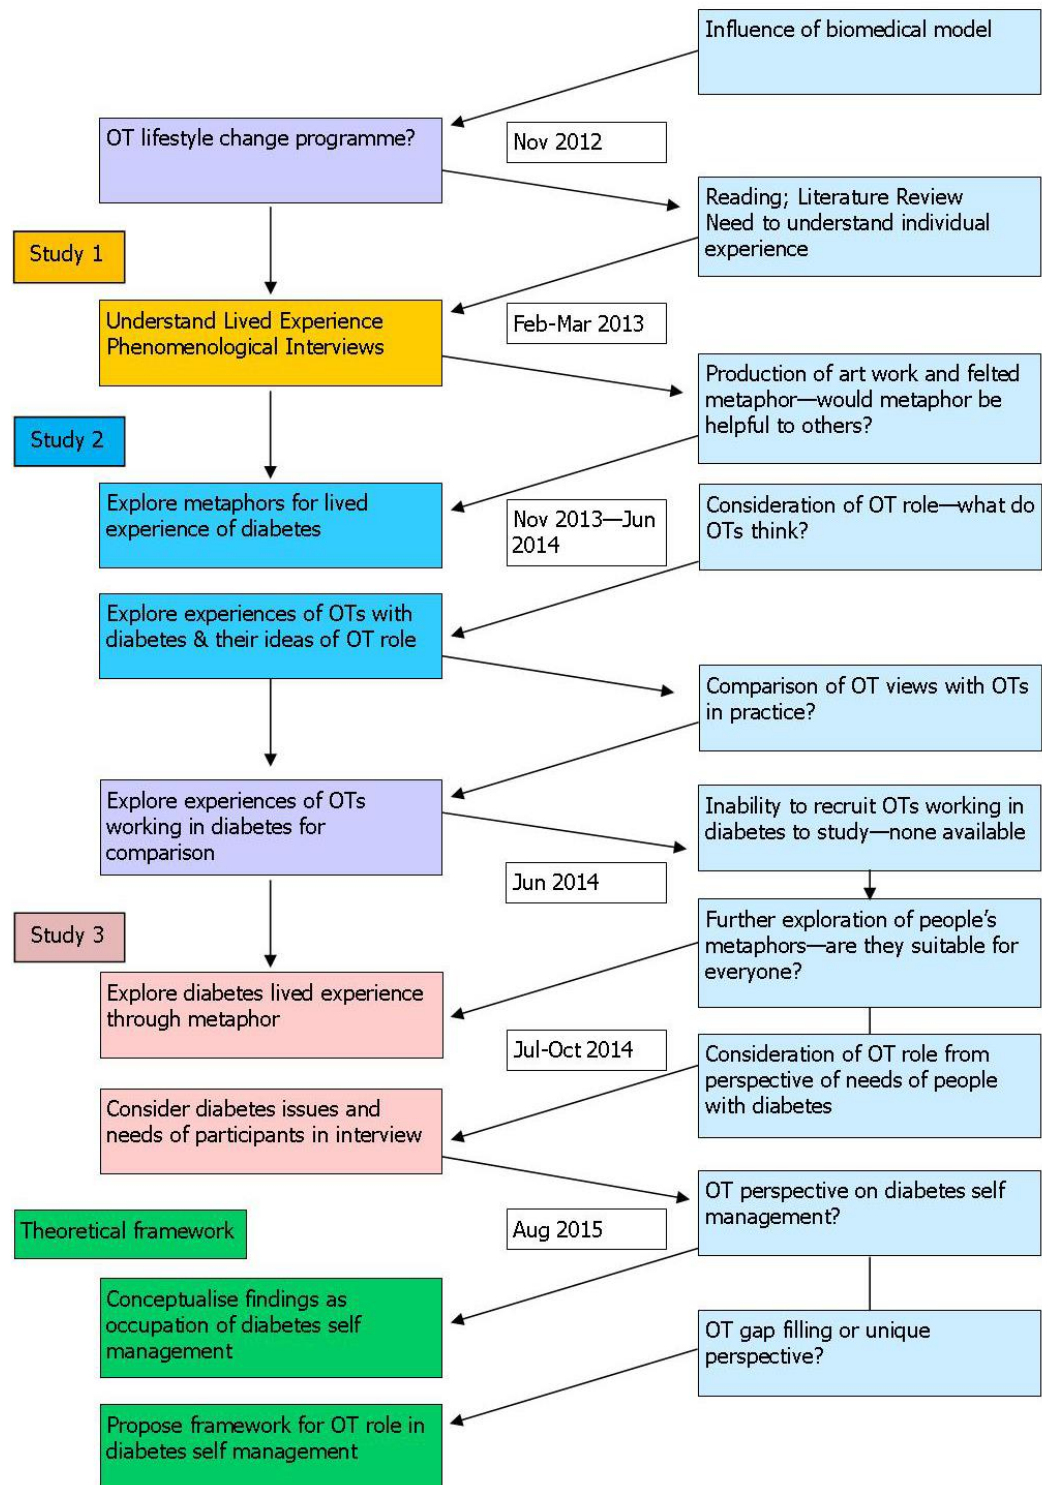 Influence of biomedical model
OT lifestyle change programme?
Nov 2012
Reading; Literature Review
Need to understand individual
experience
Study 1
Understand Lived Experience
Phenomenological Interviews
Feb-Mar 2013
Production of art work and felted
metaphor—would metaphor be
helpful to others?
Study 2
Explore metaphors for lived
experience of diabetes
Nov 2013—Jun
2014
Consideration of OT role—what do
OTs think?
Explore experiences of OTs with
diabetes & their ideas of OT role
Comparison of OT views with OTs
in practice?
Explore experiences of OTs
working in diabetes for
comparison
Inability to recruit OTs working in
diabetes to study—none available
Jun 2014
Study 3
Further exploration of people's
metaphors—are they suitable for
everyone?
Explore diabetes lived experience
through metaphor
Jul-Oct 2014
Consideration of OT role from
perspective of needs of people
with diabetes
Consider diabetes issues and
needs of participants in interview
OT perspective on diabetes self
management?
Aug 2015
Theoretical framework
Conceptualise findings as
occupation of diabetes self
management
OT gap filling or unique
perspective?
Propose framework for OT role in
diabetes self management